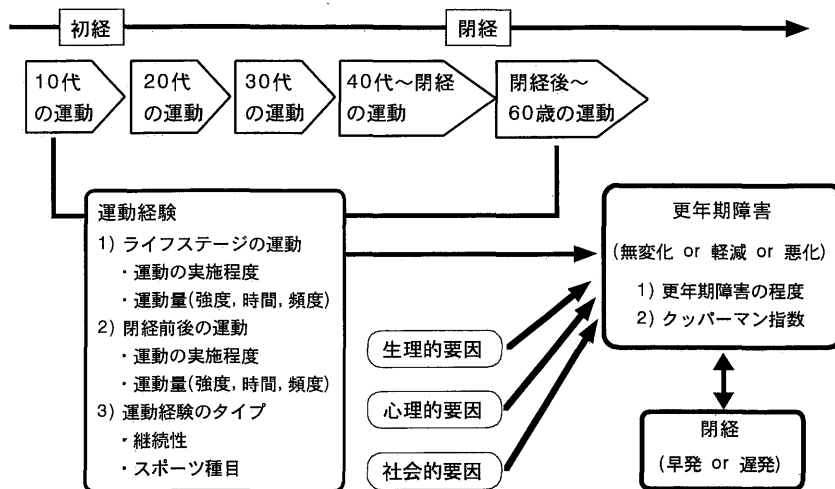 初経
閉経
10代
の運動
20代
の運動
30代
の運動
40代～閉経
の運動
閉経後～
60歳の運動
運動経験
1) ライフステージの運動
・運動の実施程度
・運動量(強度, 時間, 頻度)
2) 閉経前後の運動
・運動の実施程度
・運動量(強度, 時間, 頻度)
3) 運動経験のタイプ
・継続性
・スポーツ種目
生理的要因
心理的要因
社会的要因
更年期障害
(無変化 or 軽減 or 悪化)
1) 更年期障害の程度
2) クッパーマン指数
閉経
(早発 or 遅発)